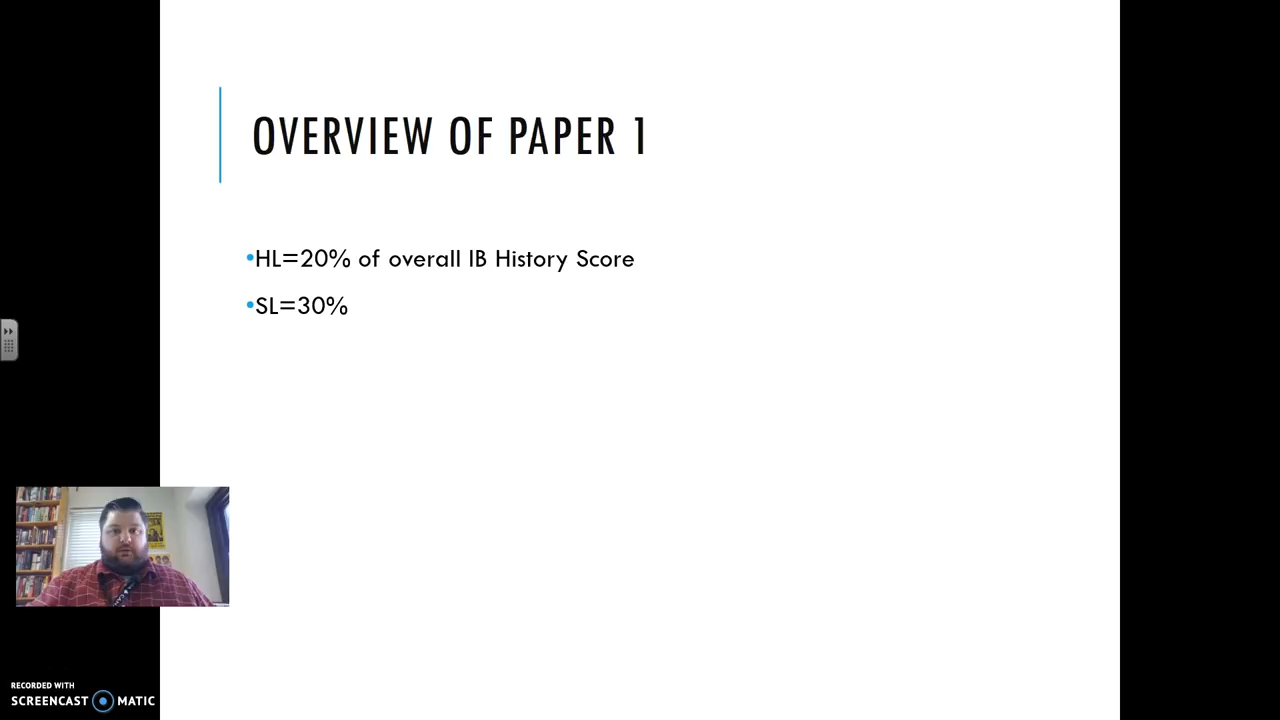 OVERVIEW OF PAPER 1
•HL=20% of overall IB History Score
•SL=30%
RECORDED WITH
SCREENCAST MATIC